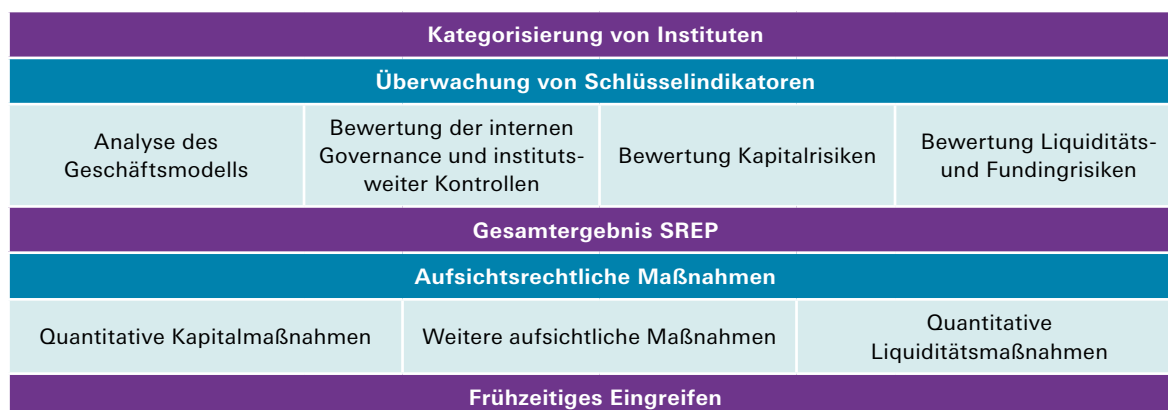 Kategorisierung von Instituten
Überwachung von Schlüsselindikatoren
Analyse des
Geschäftsmodells
Bewertung der internen
Governance und instituts-
weiter Kontrollen
Bewertung Kapitalrisiken
Bewertung Liquiditäts-
und Fundingrisiken
Gesamtergebnis SREP
Aufsichtsrechtliche Maßnahmen
Quantitative Kapitalmaßnahmen
Weitere aufsichtliche Maßnahmen
Quantitative
Liquiditätsmaßnahmen
Frühzeitiges Eingreifen